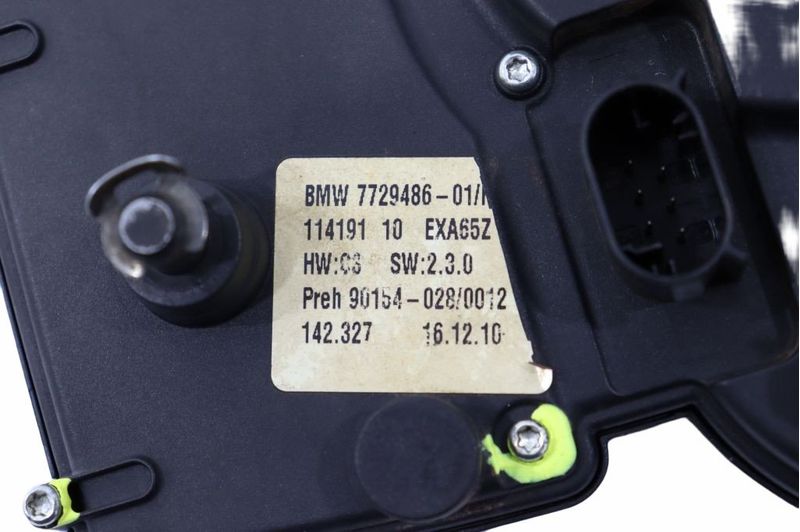 BMW 7729486-01/
114191 10 EXA65Z
HW:C3 SW:2.3.0
Preh 90154-028/0012
142.327 16.12.10